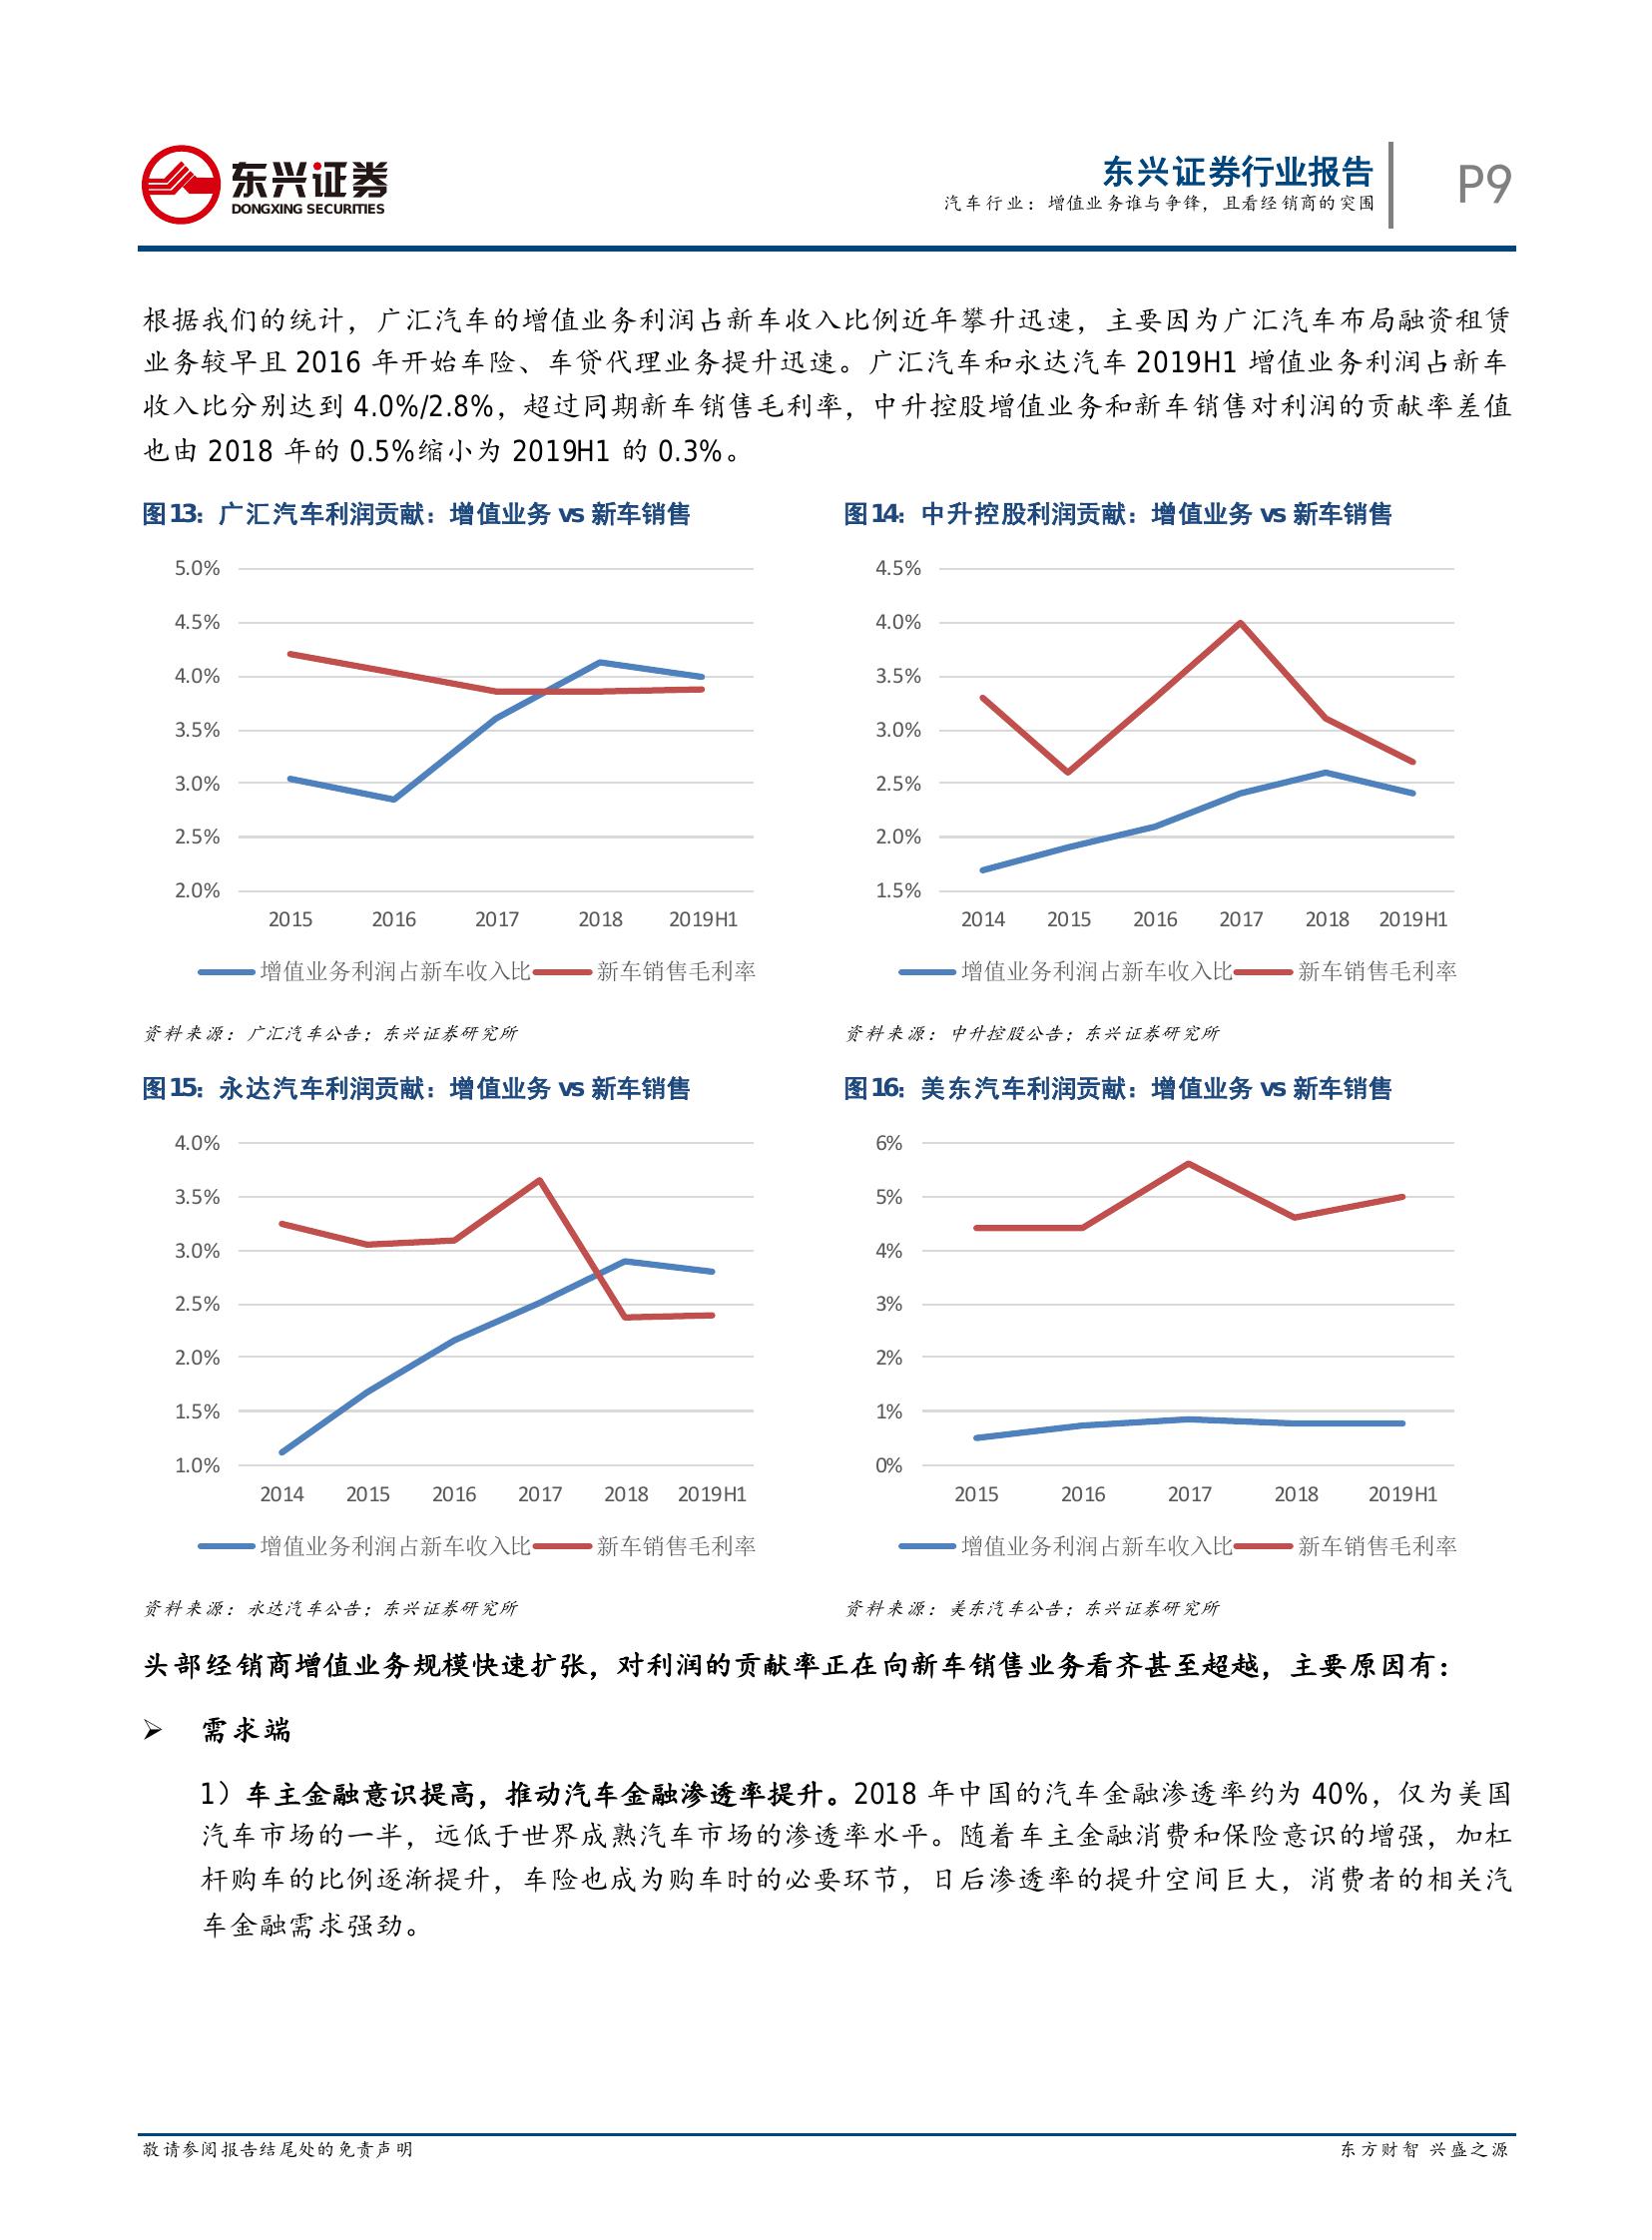 东兴证券
DONGXING SECURITIES
东兴证券行业报告
汽车行业：增值业务谁与争锋，且看经销商的突围
P9
根据我们的统计，广汇汽车的增值业务利润占新车收入比例近年攀升迅速，主要因为广汇汽车布局融资租赁
业务较早且 2016 年开始车险、车贷代理业务提升迅速。广汇汽车和永达汽车 2019H1 增值业务利润占新车
收入比分别达到 4.0%/2.8%，超过同期新车销售毛利率，中升控股增值业务和新车销售对利润的贡献率差值
也由 2018 年的 0.5%缩小为 2019H1 的 0.3%。
图13：广汇汽车利润贡献：增值业务 vs 新车销售
5.0%
4.5%
4.0%
3.5%
3.0%
2.5%
2.0%
2015 2016 2017 2018 2019H1
增值业务利润占新车收入比 新车销售毛利率
资料来源：广汇汽车公告；东兴证券研究所
图14：中升控股利润贡献：增值业务 vs 新车销售
4.5%
4.0%
3.5%
3.0%
2.5%
2.0%
1.5%
2014 2015 2016 2017 2018 2019H1
增值业务利润占新车收入比 新车销售毛利率
资料来源：中升控股公告；东兴证券研究所
图15：永达汽车利润贡献：增值业务 vs 新车销售
4.0%
3.5%
3.0%
2.5%
2.0%
1.5%
1.0%
2014 2015 2016 2017 2018 2019H1
增值业务利润占新车收入比 新车销售毛利率
资料来源：永达汽车公告；东兴证券研究所
图16：美东汽车利润贡献：增值业务 vs 新车销售
6%
5%
4%
3%
2%
1%
0%
2015 2016 2017 2018 2019H1
增值业务利润占新车收入比 新车销售毛利率
资料来源：美东汽车公告；东兴证券研究所
头部经销商增值业务规模快速扩张，对利润的贡献率正在向新车销售业务看齐甚至超越，主要原因有：
➢ 需求端
1）车主金融意识提高，推动汽车金融渗透率提升。2018 年中国的汽车金融渗透率约为 40%，仅为美国
汽车市场的一半，远低于世界成熟汽车市场的渗透率水平。随着车主金融消费和保险意识的增强，加杠
杆购车的比例逐渐提升，车险也成为购车时的必要环节，日后渗透率的提升空间巨大，消费者的相关汽
车金融需求强劲。
敬请参阅报告结尾处的免责声明
东方财智 兴盛之源